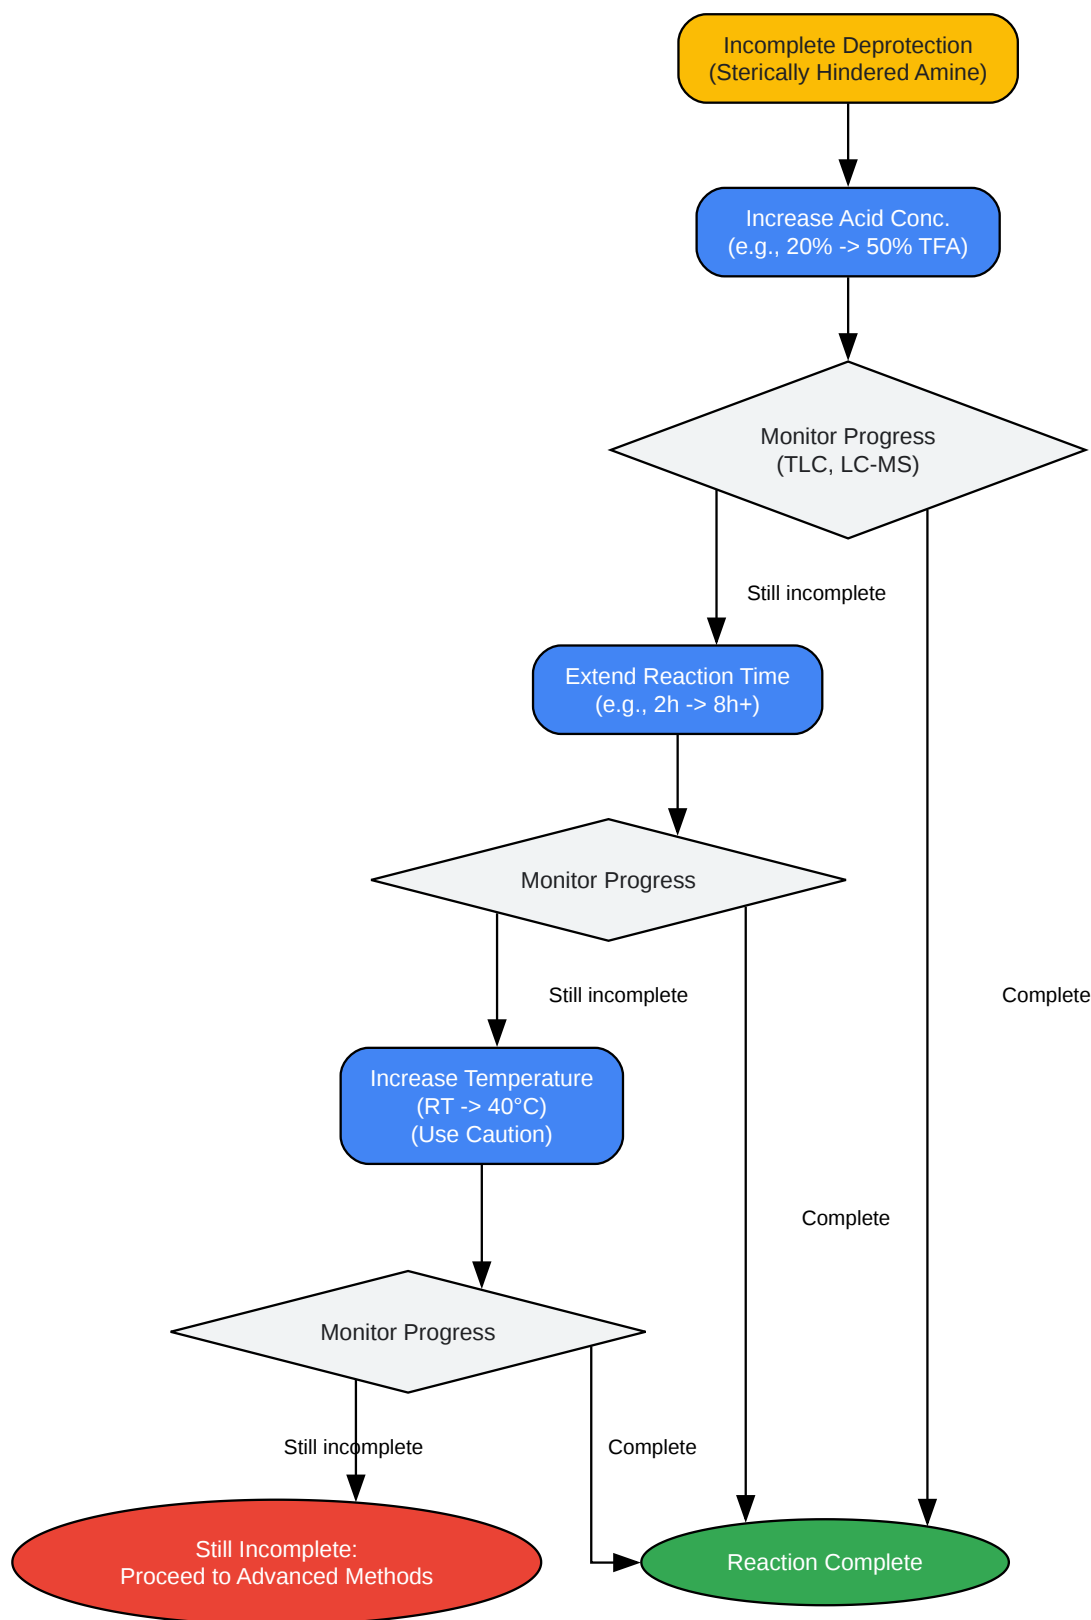 Incomplete Deprotection
(Sterically Hindered Amine)
Increase Acid Conc.
(e.g., 20% -> 50% TFA)
Monitor Progress
(TLC, LC-MS)
Still incomplete
Extend Reaction Time
(e.g., 2h -> 8h+)
Monitor Progress
Still incomplete
Complete
Increase Temperature
(RT -> 40°C)
(Use Caution)
Complete
Monitor Progress
Still incomplete
Complete
Still Incomplete:
Proceed to Advanced Methods
Reaction Complete